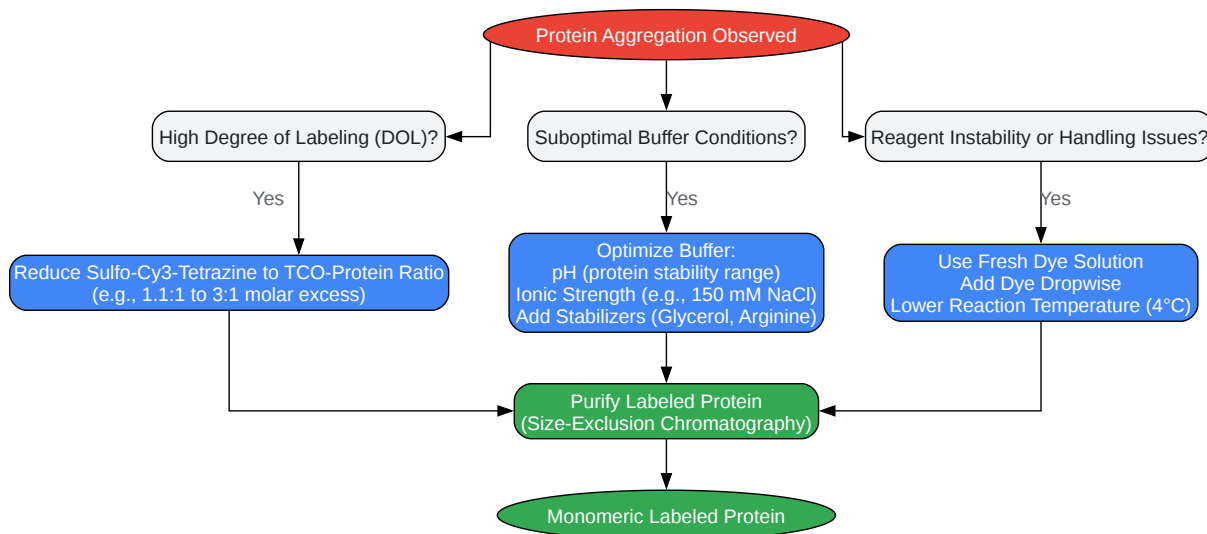 Protein Aggregation Observed
High Degree of Labeling (DOL)?
Suboptimal Buffer Conditions?
Reagent Instability or Handling Issues?
Yes
Yes
Yes
Reduce Sulfo-Cy3-Tetrazine to TCO-Protein Ratio
(e.g., 1.1:1 to 3:1 molar excess)
Optimize Buffer:
pH (protein stability range)
Ionic Strength (e.g., 150 mM NaCl)
Add Stabilizers (Glycerol, Arginine)
Use Fresh Dye Solution
Add Dye Dropwise
Lower Reaction Temperature (4°C)
Purify Labeled Protein
(Size-Exclusion Chromatography)
Monomeric Labeled Protein